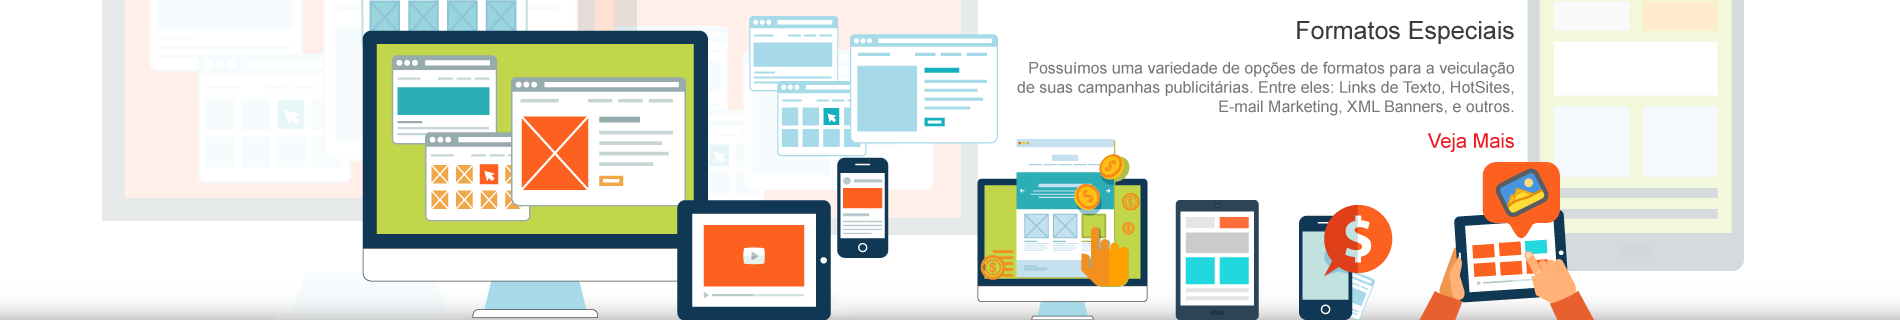 Formatos Especiais
Possuímos uma variedade de opções de formatos para a veiculação
de suas campanhas publicitárias. Entre eles: Links de Texto, HotSites,
E-mail Marketing, XML Banners, e outros.
Veja Mais